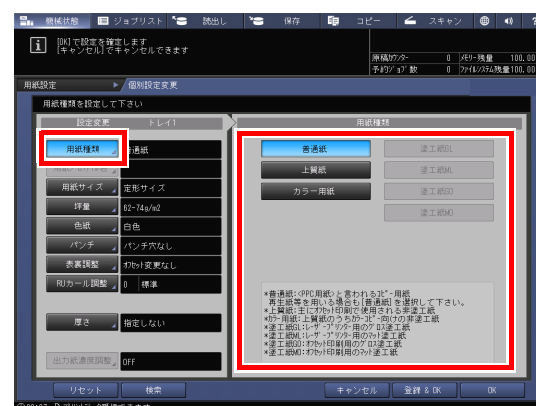 機械状態 ジョブリスト 読出し 保存 コピー スキャン
[OK]で設定を確定します
[キャンセル]でキャンセルできます
原稿ｶｳﾝﾀｰ 0 ﾒﾓﾘｰ残量 100.00
予約ｼﾞｮﾌﾞ数 0 ﾌｧｲﾙｼｽﾃﾑ残量 100.00
用紙設定 個別設定変更
用紙種類を設定して下さい
設定変更 トレイ1 用紙種類
用紙種類 普通紙
用紙サイズ 定形サイズ
坪量 62-74g/m2
色紙 白色
パンチ パンチ穴なし
表裏調整 ｵﾌｾｯﾄ変更なし
RUカール調整 0 標準
厚さ 指定しない
出力紙濃度調整 OFF
普通紙 塗工紙GL
上質紙 塗工紙ML
カラー用紙 塗工紙GO
塗工紙MO
*普通紙:<PPC用紙>と言われるｺﾋﾟｰ用紙
再生紙等を用いる場合も[普通紙]を選択して下さい。
*上質紙:主にｵﾌｾｯﾄ印刷で使用される非塗工紙
*ｶﾗｰ用紙:上質紙のうちｶﾗｰｺﾋﾟｰ向けの非塗工紙
*塗工紙GL:ﾚｰｻﾞｰﾌﾟﾘﾝﾀｰ用のｸﾞﾛｽ塗工紙
*塗工紙ML:ﾚｰｻﾞｰﾌﾟﾘﾝﾀｰ用のﾏｯﾄ塗工紙
*塗工紙GO:ｵﾌｾｯﾄ印刷用のｸﾞﾛｽ塗工紙
*塗工紙MO:ｵﾌｾｯﾄ印刷用のﾏｯﾄ塗工紙
リセット 検索 キャンセル 登録 & OK OK